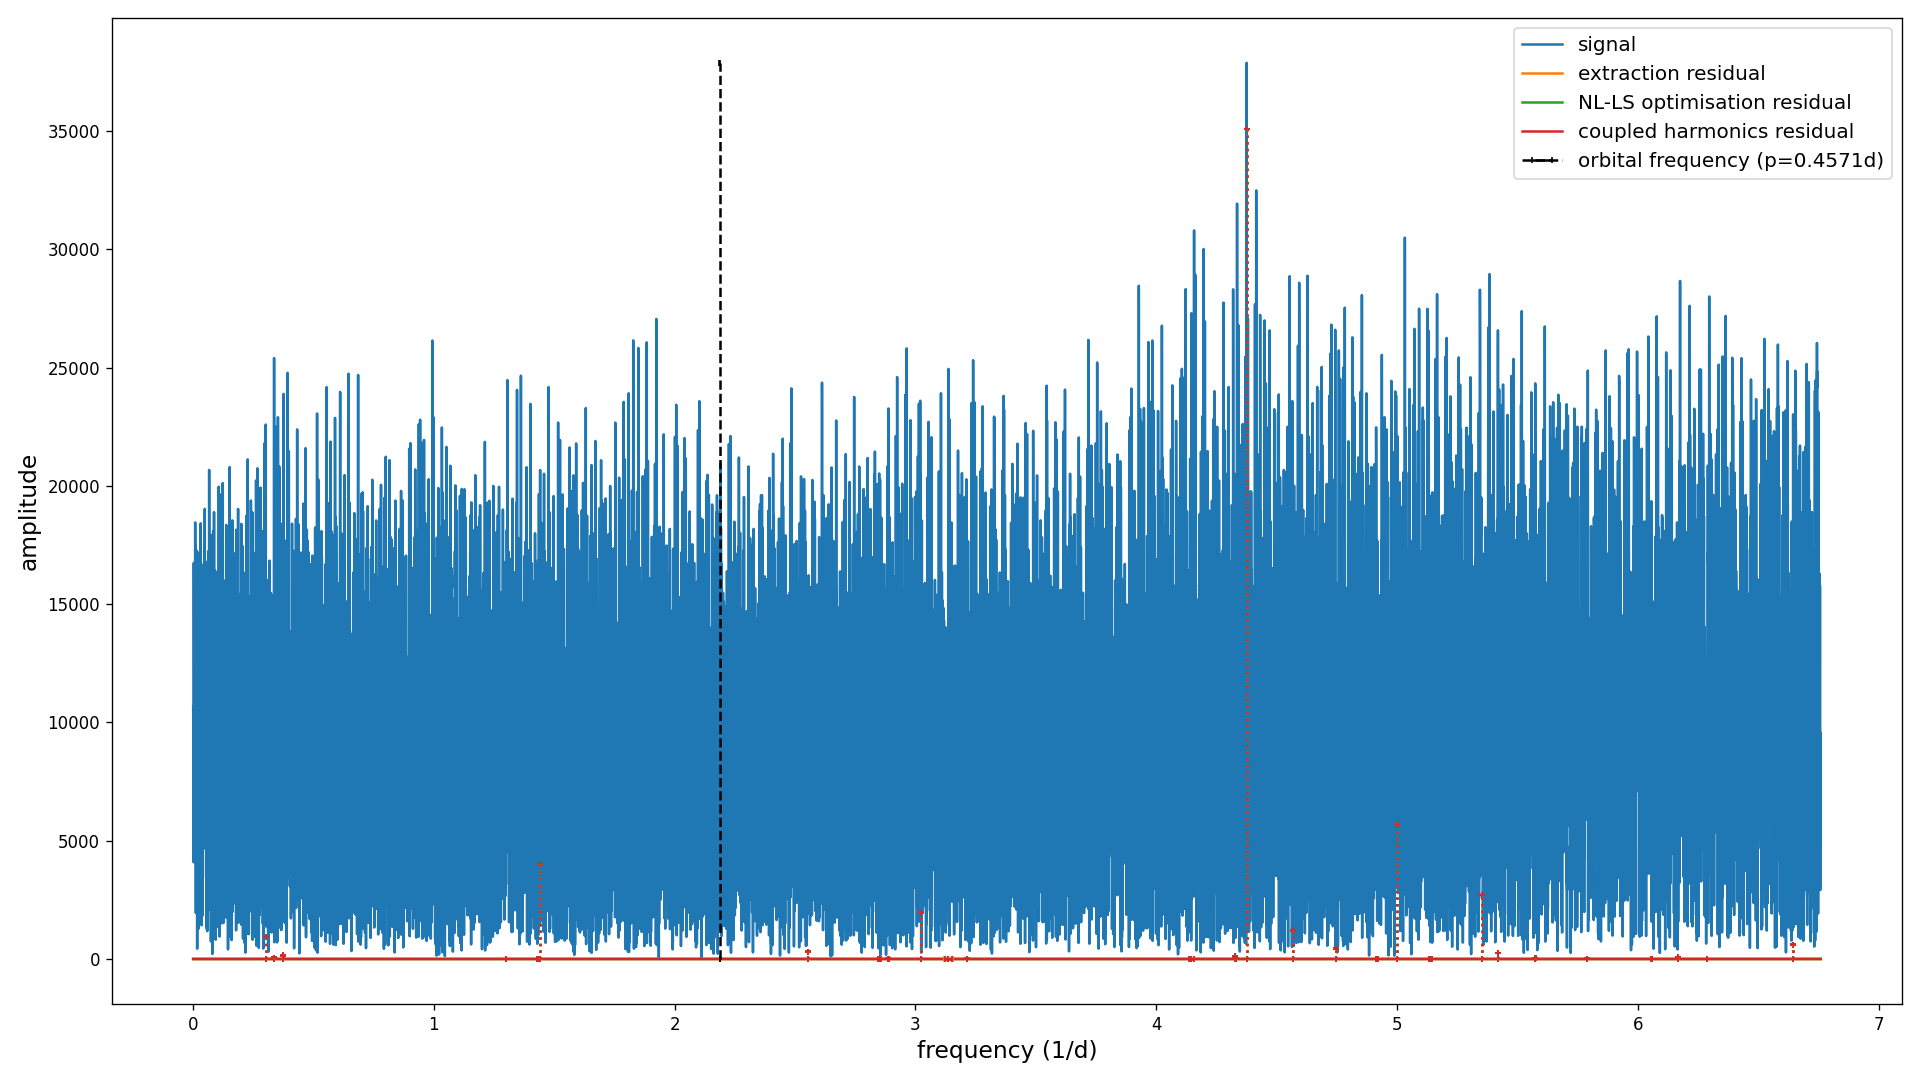 signal
extraction residual
NL-LS optimisation residual
coupled harmonics residual
orbital frequency (p=0.4571d)
amplitude
35000
30000
25000
20000
15000
10000
5000
0
0 1 2 3 4 5 6 7
frequency (1/d)